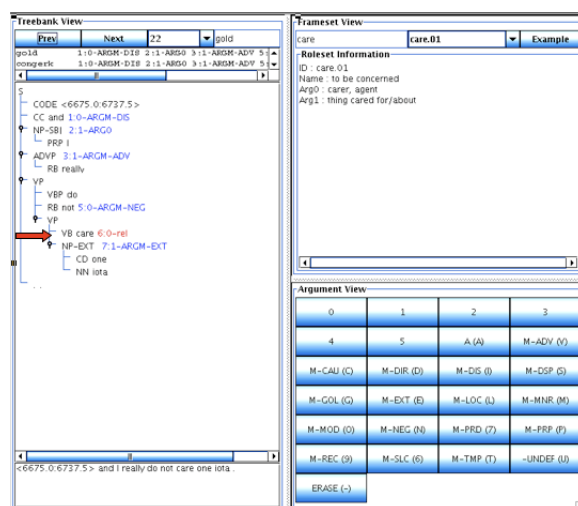 Treebank View
Prev Next 22 gold
gold 1:0-ARGM-DIS 2:1-ARG0 3:1-ARGM-ADV 5:
congerk 1:0-ARGM-DIS 2:1-ARG0 3:1-ARGM-ADV 5:
S
CODE <6675.0:6737.5>
CC and 1:0-ARGM-DIS
NP-SBJ 2:1-ARG0
PRP I
ADVP 3:1-ARGM-ADV
RB really
VP
VBP do
RB not 5:0-ARGM-NEG
VP
VB care 6:0-rel
NP-EXT 7:1-ARGM-EXT
CD one
NN iota
. .
<6675.0:6737.5> and I really do not care one iota .
Frameset View
care care.01 Example
Roleset Information
ID : care.01
Name : to be concerned
Arg0 : carer, agent
Arg1 : thing cared for/about
Argument View
0 1 2 3
4 5 A (A) M-ADV (V)
M-CAU (C) M-DIR (D) M-DIS (I) M-DSP (S)
M-GOL (G) M-EXT (E) M-LOC (L) M-MNR (M)
M-MOD (O) M-NEG (N) M-PRD (7) M-PRP (P)
M-REC (9) M-SLC (6) M-TMP (T) -UNDEF (U)
ERASE (-)